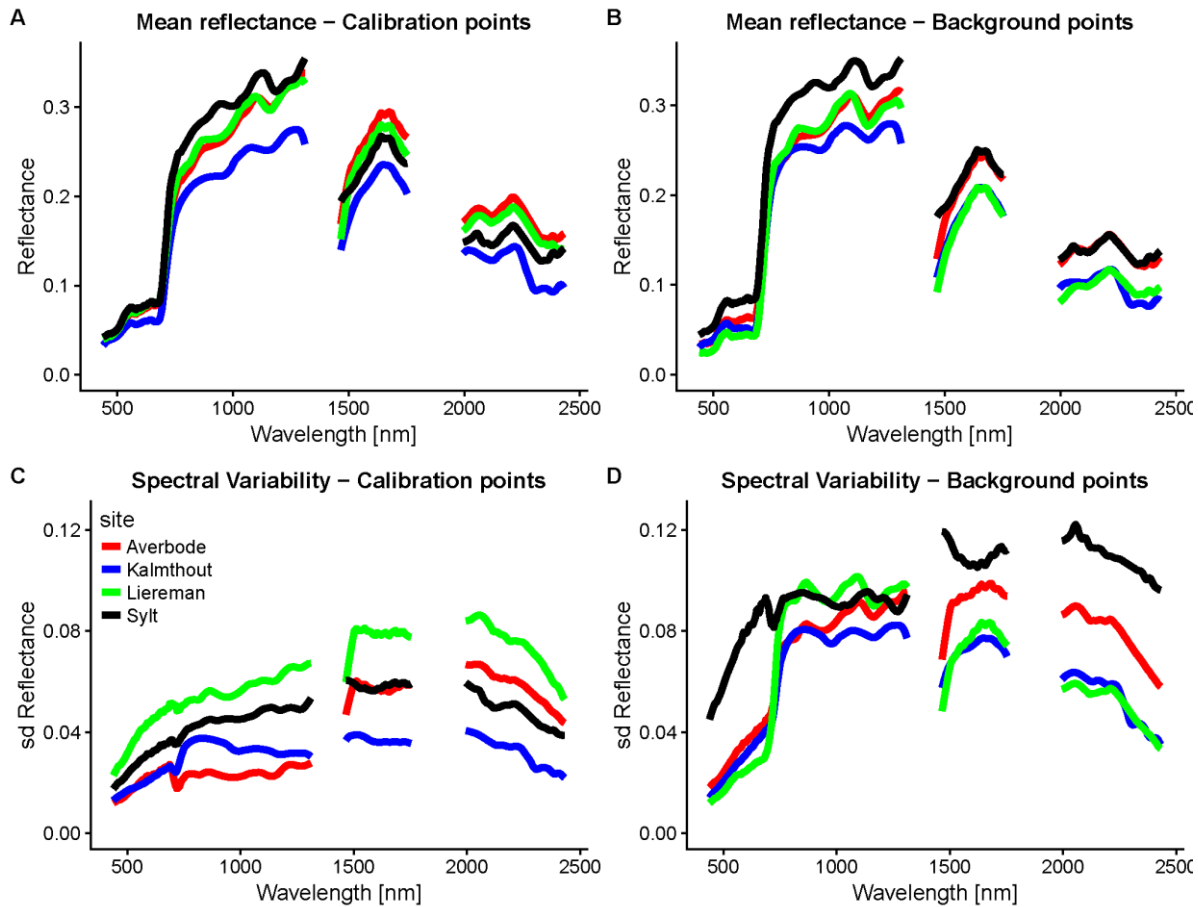 A
Mean reflectance – Calibration points
Reflectance
0.3
0.2
0.1
0.0
500
1000
1500
2000
2500
Wavelength [nm]
B
Mean reflectance – Background points
Reflectance
0.3
0.2
0.1
0.0
500
1000
1500
2000
2500
Wavelength [nm]
C
Spectral Variability – Calibration points
sd Reflectance
0.12
0.08
0.04
0.00
site
Averbode
Kalmthout
Liereman
Sylt
500
1000
1500
2000
2500
Wavelength [nm]
D
Spectral Variability – Background points
sd Reflectance
0.12
0.08
0.04
0.00
500
1000
1500
2000
2500
Wavelength [nm]